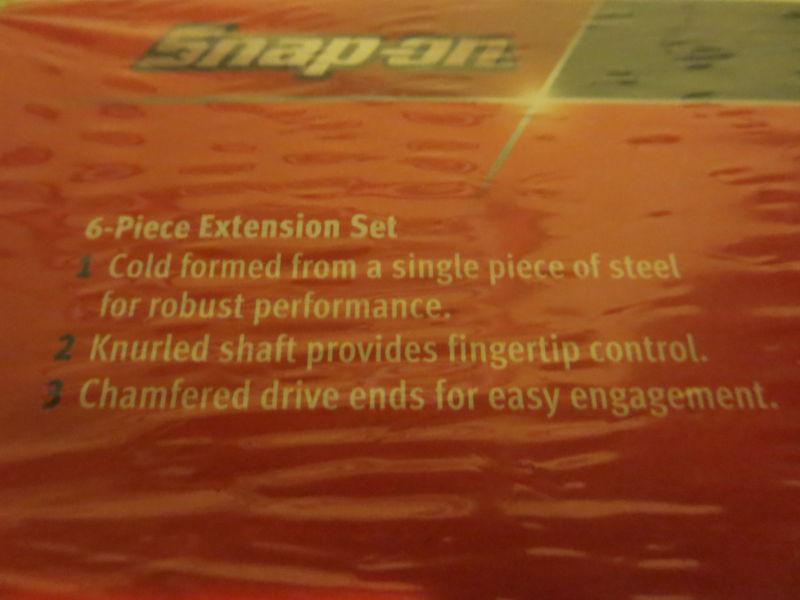 Snap-on
6-Piece Extension Set
1 Cold formed from a single piece of steel
for robust performance.
2 Knurled shaft provides fingertip control.
3 Chamfered drive ends for easy engagement.